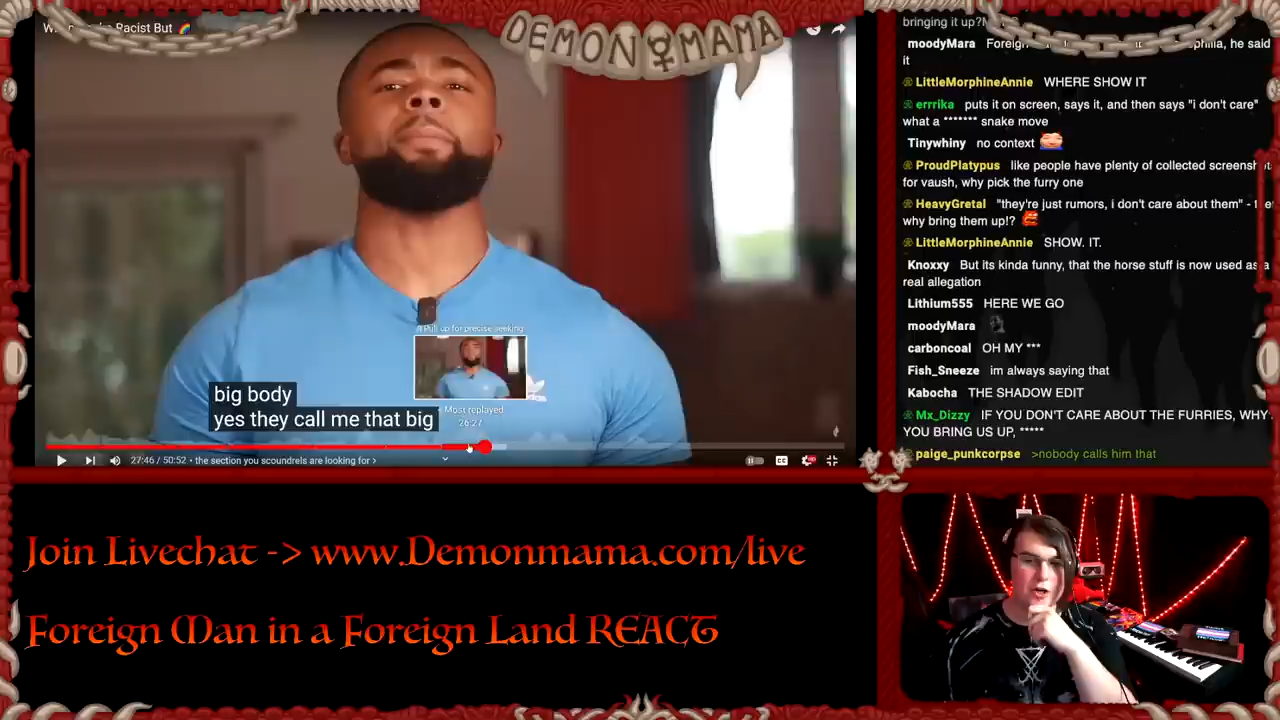 Racist But 🌈
DEMON MAMA
Pull up for precise seeking
big body
yes they call me that big
Most replayed
26:27
27:46 / 50:52 • the section you scoundrels are looking for >
bringing it up?
moodyMara Foreign he said
it
LittleMorphineAnnie WHERE SHOW IT
errrika puts it on screen, says it, and then says "i don't care"
what a ******* snake move
Tinywhiny no context
ProudPlatypus like people have plenty of collected
for vaush, why pick the furry one
HeavyGretal "they're just rumors, i don't care about them" -
why bring them up!?
LittleMorphineAnnie SHOW. IT.
Knoxxy But its kinda funny, that the horse stuff is now used as a
real allegation
Lithium555 HERE WE GO
moodyMara
carboncoal OH MY ***
Fish_Sneeze im always saying that
Kabocha THE SHADOW EDIT
Mx_Dizzy IF YOU DON'T CARE ABOUT THE FURRIES, WHY
YOU BRING US UP, *****
paige_punkcorpse >nobody calls him that
Join Livechat -> www.Demonmama.com/live
Foreign Man in a Foreign Land REACT